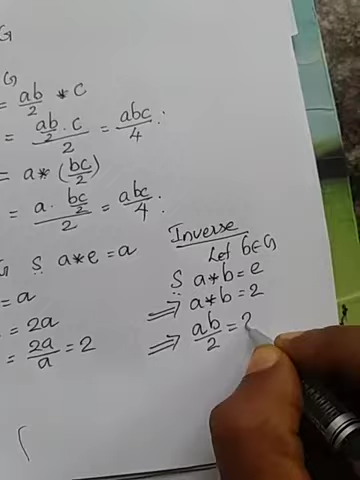 G
G
= ab/2 * c
= (ab/2 · c)/2 = abc/4 :
= a * (bc/2)
= (a · bc/2)/2 = abc/4 :
G S a*e = a
= a
= 2a
= 2a/a = 2
Inverse
Let b∈G
S a*b = e
⟹ a*b = 2
⟹ ab/2 = 2